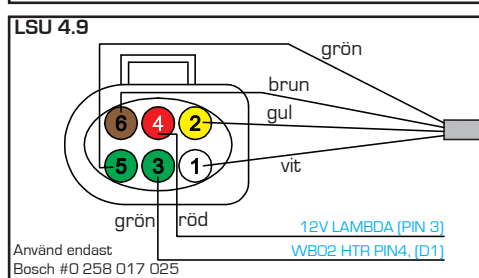 LSU 4.9
grön
brun
gul
6 4 2
5 3 1
vit
grön röd
12V LAMBDA (PIN 3)
WBO2 HTR PIN4, (D1)
Använd endast
Bosch #0 258 017 025